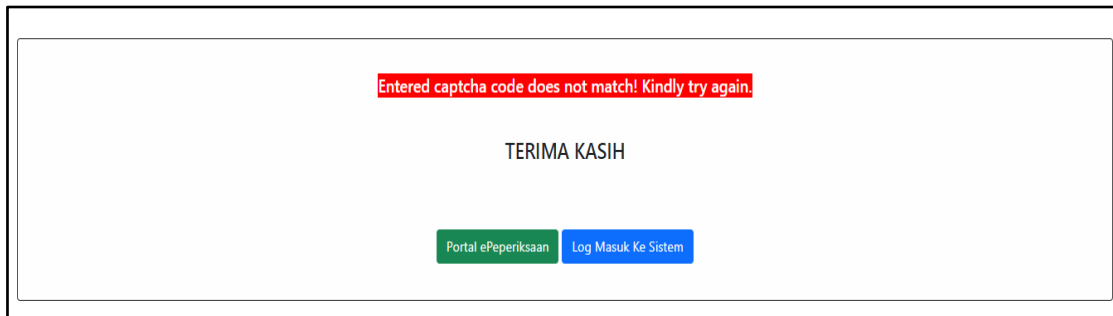 Entered captcha code does not match! Kindly try again.
TERIMA KASIH
Portal ePeperiksaan Log Masuk Ke Sistem